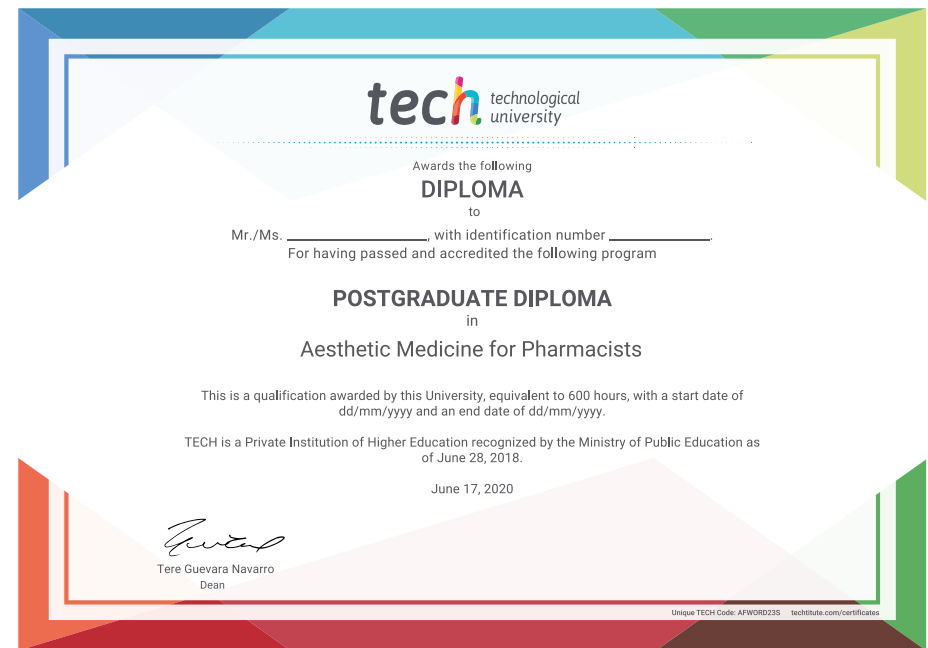 tech technological
university
Awards the following
DIPLOMA
to
Mr./Ms. ____________________, with identification number ______________.
For having passed and accredited the following program
POSTGRADUATE DIPLOMA
in
Aesthetic Medicine for Pharmacists
This is a qualification awarded by this University, equivalent to 600 hours, with a start date of
dd/mm/yyyy and an end date of dd/mm/yyyy.
TECH is a Private Institution of Higher Education recognized by the Ministry of Public Education as
of June 28, 2018.
June 17, 2020
Tere Guevara Navarro
Dean
Unique TECH Code: AFWORD23S techtitute.com/certificates